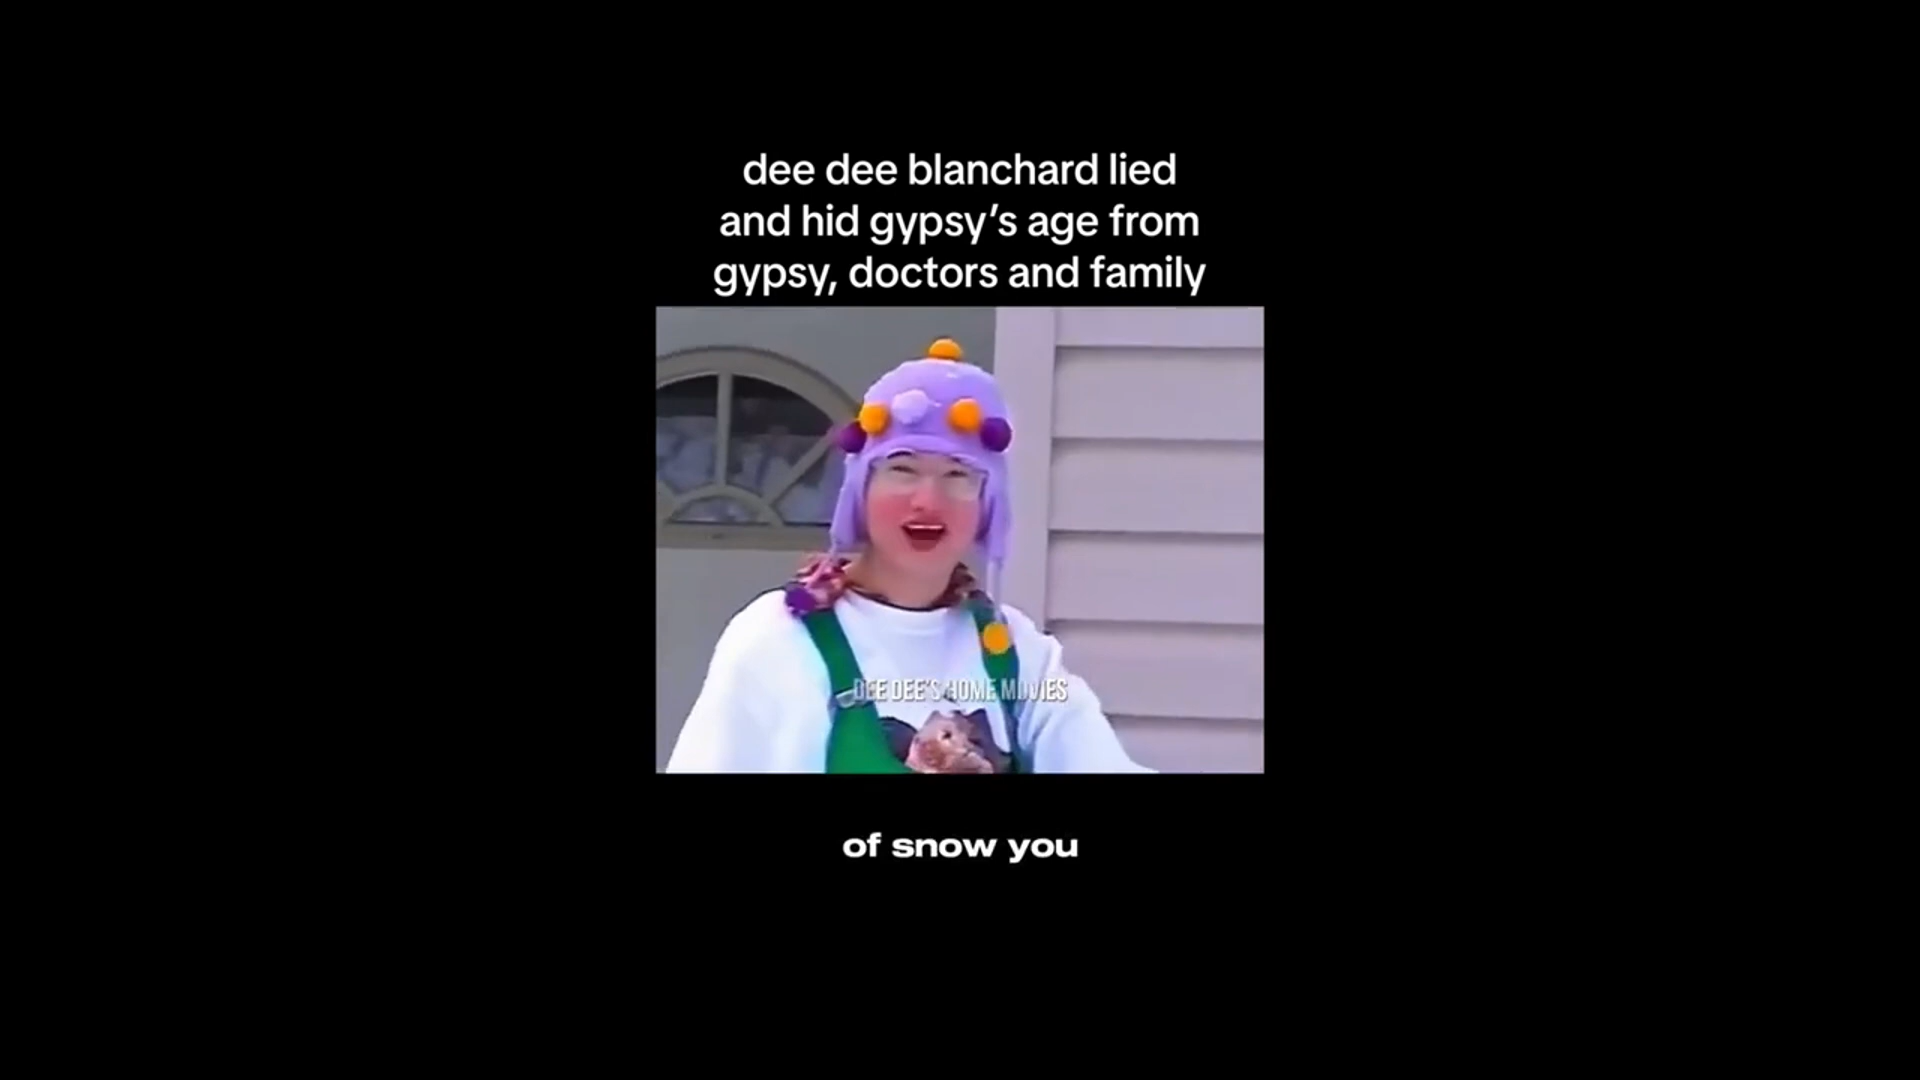 dee dee blanchard lied
and hid gypsy’s age from
gypsy, doctors and family
DEE DEE'S HOME MOVIES
of snow you